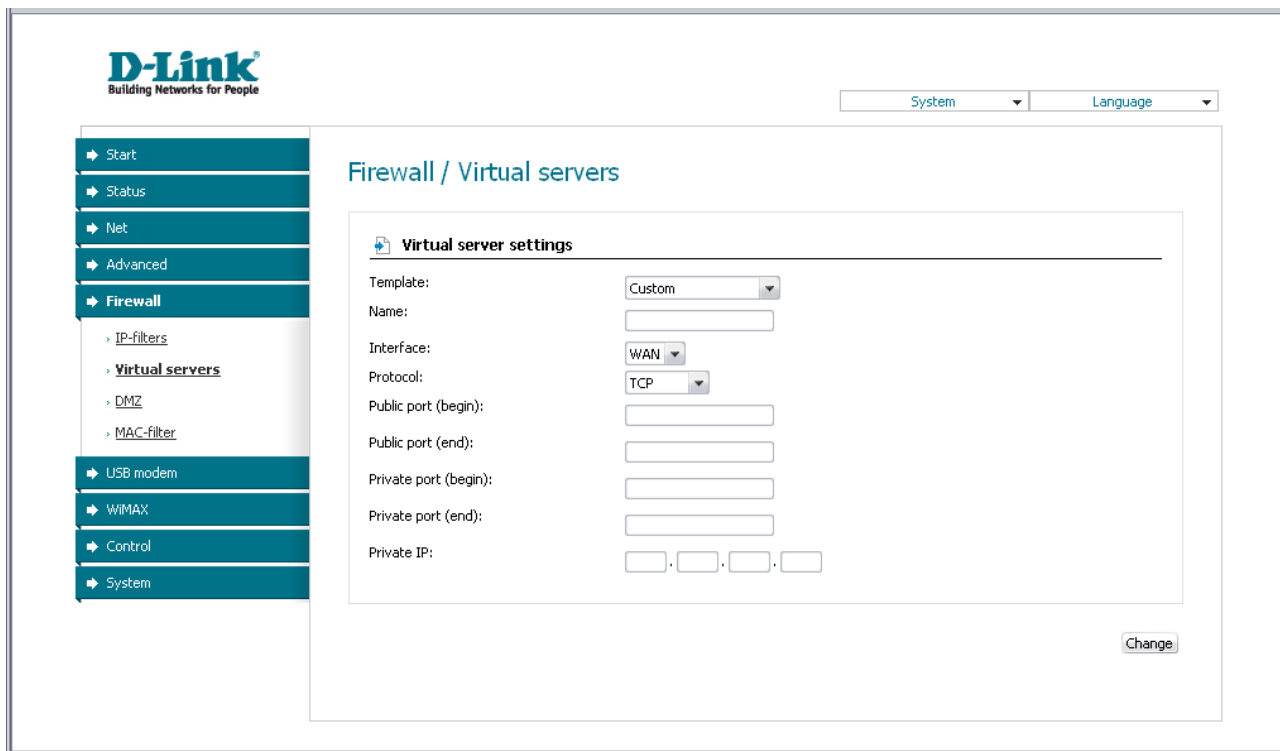 D-Link
Building Networks for People
System
Language
Start
Status
Net
Advanced
Firewall
IP-filters
Virtual servers
DMZ
MAC-filter
USB modem
WiMAX
Control
System
Firewall / Virtual servers
Virtual server settings
Template: Custom
Name:
Interface: WAN
Protocol: TCP
Public port (begin):
Public port (end):
Private port (begin):
Private port (end):
Private IP: . . .
Change